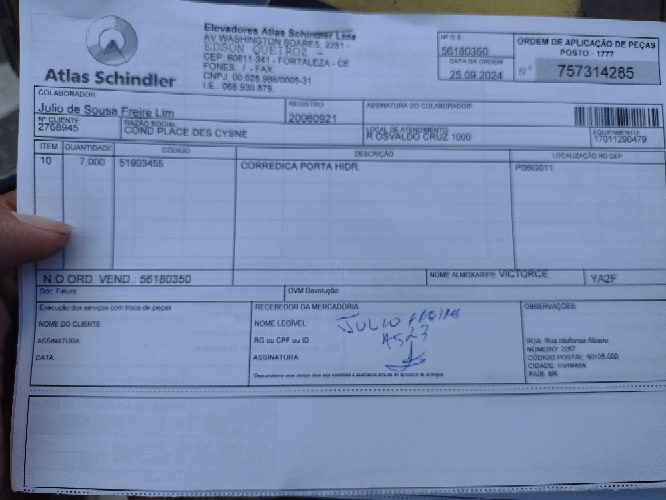 Atlas Schindler
Elevadores Atlas Schindler Ltda
AV WASHINGTON SOARES, 2251 -
EDSON QUEIROZ -
CEP 60811-341 - FORTALEZA - CE
FONES: / - FAX:
CNPJ. 00.028.986/0005-31
I.E.: 068.930.879.
Nº O.S.
56180350
DATA DA ORDEM
25.09.2024
ORDEM DE APLICAÇÃO DE PEÇAS
POSTO - 1777
Nº 757314285
COLABORADOR:
Julio de Sousa Freire Lim
REGISTRO
20060921
ASSINATURA DO COLABORADOR:
Nº CLIENTE
2768945
RAZÃO SOCIAL
COND PLACE DES CYSNE
LOCAL DE ATENDIMENTO
R OSVALDO CRUZ 1000
EQUIPAMENTO
17011290479
ITEM QUANTIDADE CÓDIGO DESCRIÇÃO LOCALIZAÇÃO NO DEP
10 7,000 51903455 CORREDICA PORTA HIDR. P08G011
N.O ORD. VEND.: 56180350
NOME ALMOXARIFE: VICTORCE
YA2F
Doc. Fatura:
OVM Devolução:
Execução dos serviços com troca de peças
NOME DO CLIENTE
ASSINATURA:
DATA:
RECEBEDOR DA MERCADORIA
NOME LEGÍVEL: JULIO FREIRE
RG ou CPF ou ID: 4523
ASSINATURA
OBSERVAÇÕES:
NÚMERO: 2257
CIDADE: Fortaleza
PAÍS: BR